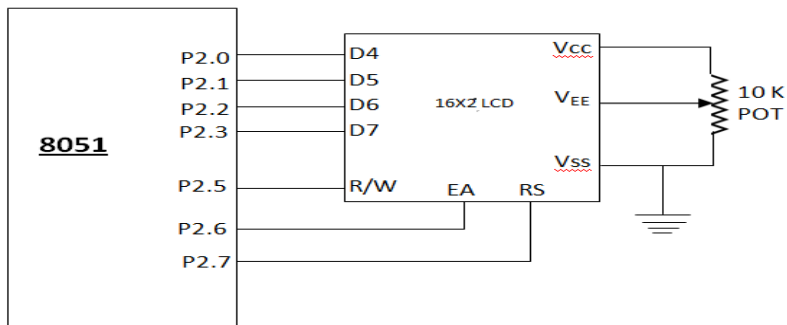 8051
P2.0
P2.1
P2.2
P2.3
P2.5
P2.6
P2.7
D4
D5
D6
D7
R/W
EA
RS
16X2 LCD
Vcc
VEE
Vss
10 K
POT